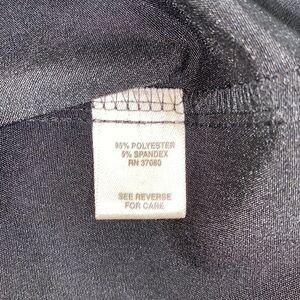 95% POLYESTER
5% SPANDEX
RN 37080
SEE REVERSE
FOR CARE